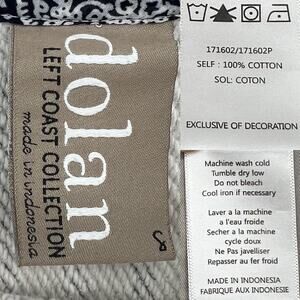 dolan
LEFT COAST COLLECTION
made in indonesia
171602/171602P
SELF : 100% COTTON
SOL: COTON
EXCLUSIVE OF DECORATION
Machine wash cold
Tumble dry low
Do not bleach
Cool iron if necessary
Laver a la machine
a l'eau froide
Secher a la machine
cycle doux
Ne pas javelliser
Repasser au fer froid
MADE IN INDONESIA
FABRIQUE AUX INDONESIE